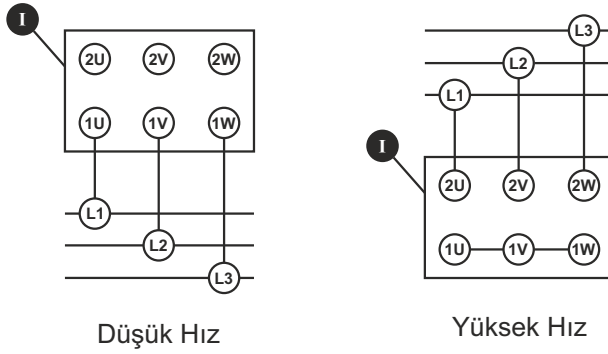 I
2U 2V 2W
1U 1V 1W
L1
L2
L3
Düşük Hız
L3
L2
L1
I
2U 2V 2W
1U 1V 1W
Yüksek Hız